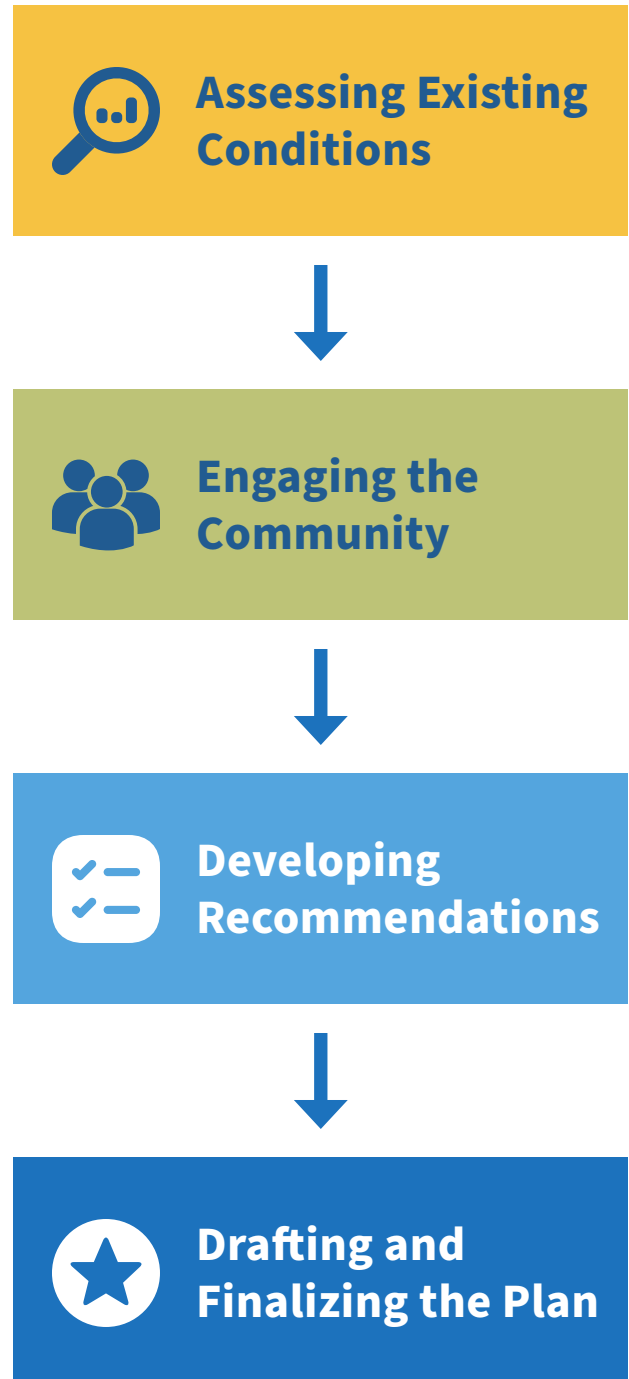 Assessing Existing
Conditions
Engaging the
Community
Developing
Recommendations
Drafting and
Finalizing the Plan